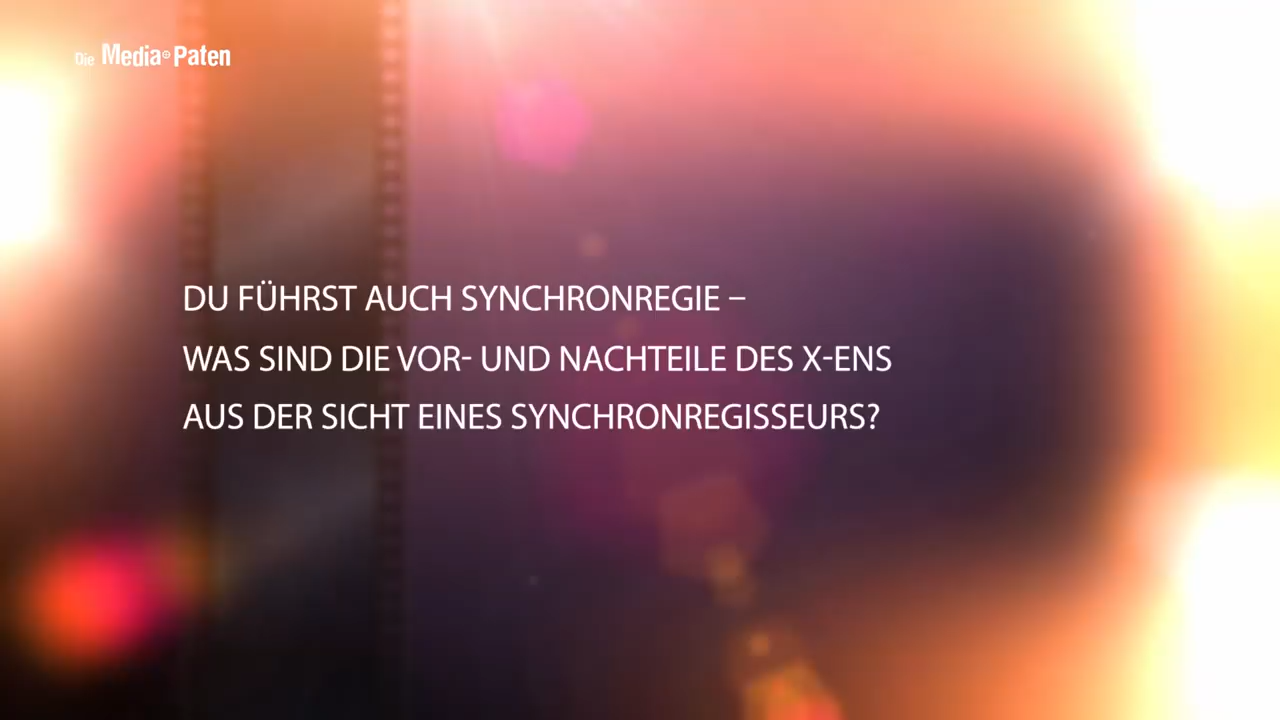 Die Media Paten
DU FÜHRST AUCH SYNCHRONREGIE –
WAS SIND DIE VOR- UND NACHTEILE DES X-ENS
AUS DER SICHT EINES SYNCHRONREGISSEURS?